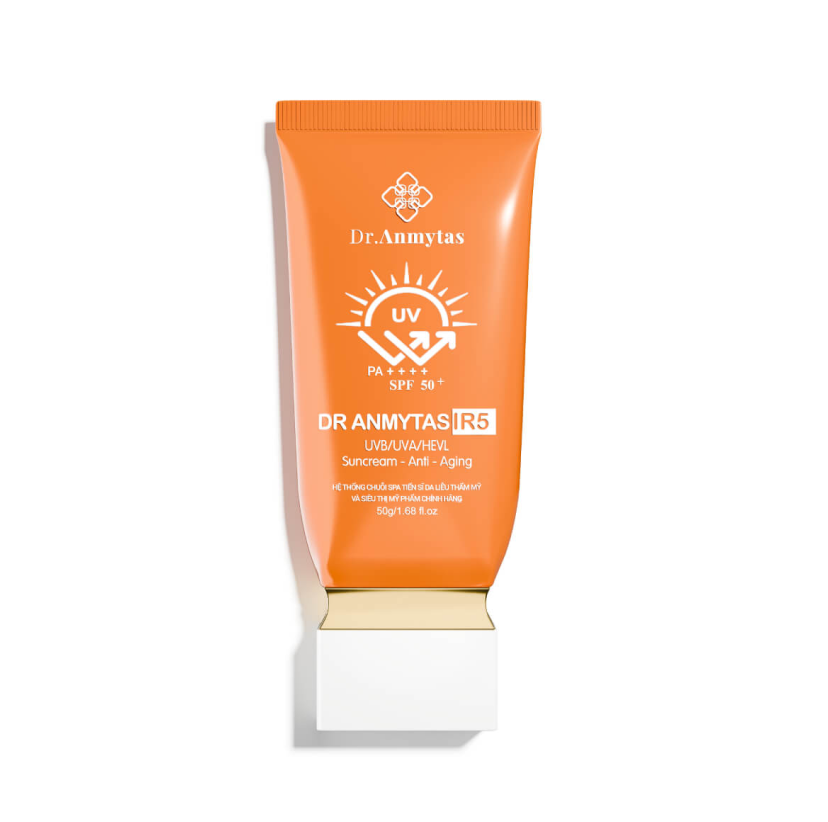 Dr.Anmytas
UV
PA++++
SPF 50+
DR ANMYTAS IR5
UVB/UVA/HEVL
Suncream - Anti - Aging
HỆ THỐNG CHUỖI SPA TIẾN SĨ DA LIỄU THẨM MỸ
VÀ SIÊU THỊ MỸ PHẨM CHÍNH HÃNG
50g/1.68 fl.oz